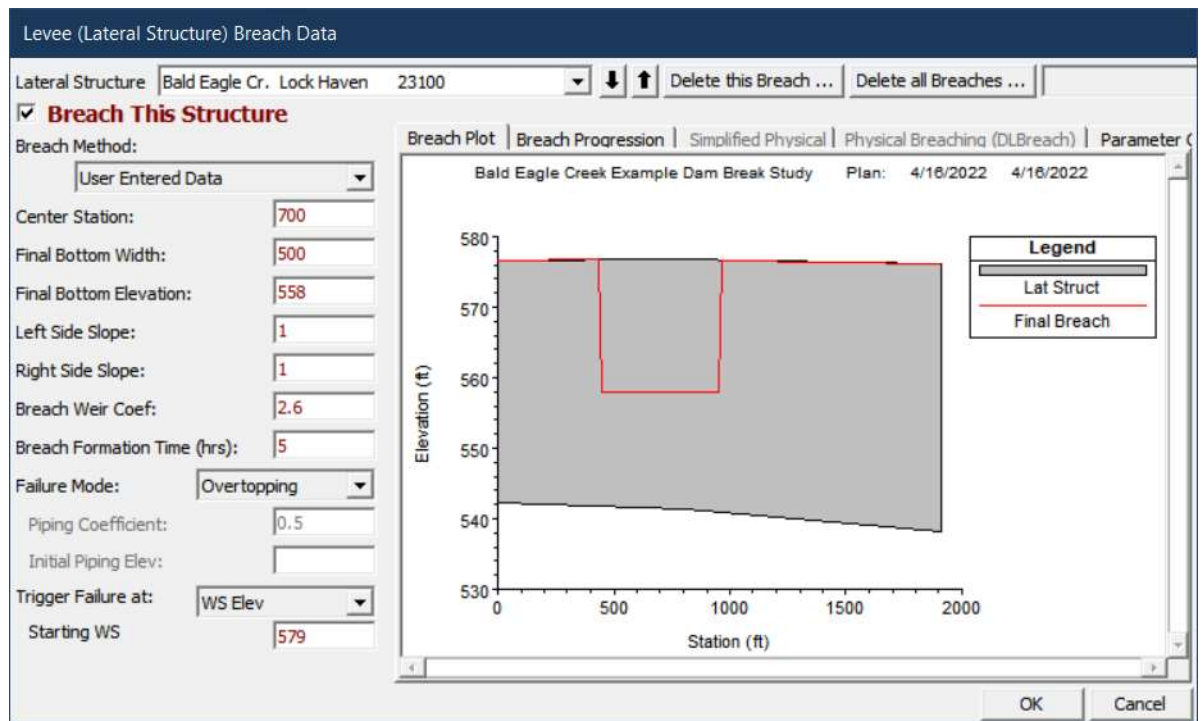 Levee (Lateral Structure) Breach Data
Lateral Structure Bald Eagle Cr. Lock Haven 23100 Delete this Breach ... Delete all Breaches ...
Breach This Structure
Breach Method:
User Entered Data
Center Station: 700
Final Bottom Width: 500
Final Bottom Elevation: 558
Left Side Slope: 1
Right Side Slope: 1
Breach Weir Coef: 2.6
Breach Formation Time (hrs): 5
Failure Mode: Overtopping
Piping Coefficient: 0.5
Initial Piping Elev:
Trigger Failure at: WS Elev
Starting WS 579
Breach Plot Breach Progression Simplified Physical Physical Breaching (DLBreach) Parameter
Bald Eagle Creek Example Dam Break Study Plan: 4/16/2022 4/16/2022
580
570
560
550
540
530
Elevation (ft)
0 500 1000 1500 2000
Station (ft)
Legend
Lat Struct
Final Breach
OK Cancel